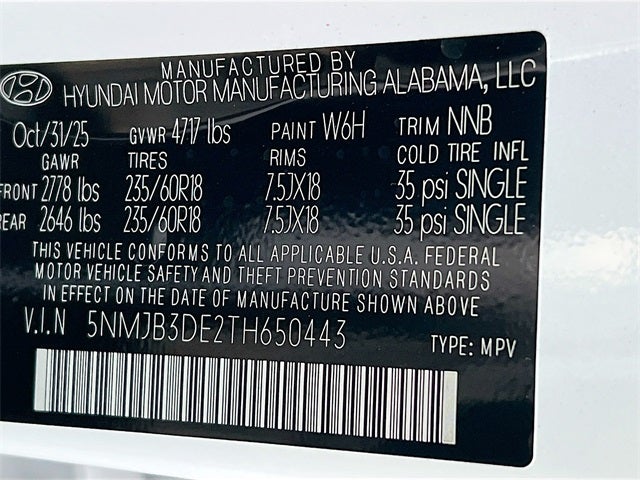 MANUFACTURED BY
HYUNDAI MOTOR MANUFACTURING ALABAMA, LLC
Oct/31/25 GVWR 4717 lbs PAINT W6H TRIM NNB
GAWR TIRES RIMS COLD TIRE INFL
FRONT 2778 lbs 235/60R18 7.5JX18 35 psi SINGLE
REAR 2646 lbs 235/60R18 7.5JX18 35 psi SINGLE
THIS VEHICLE CONFORMS TO ALL APPLICABLE U.S.A. FEDERAL
MOTOR VEHICLE SAFETY AND THEFT PREVENTION STANDARDS
IN EFFECT ON THE DATE OF MANUFACTURE SHOWN ABOVE
V.I.N 5NMJB3DE2TH650443 TYPE: MPV